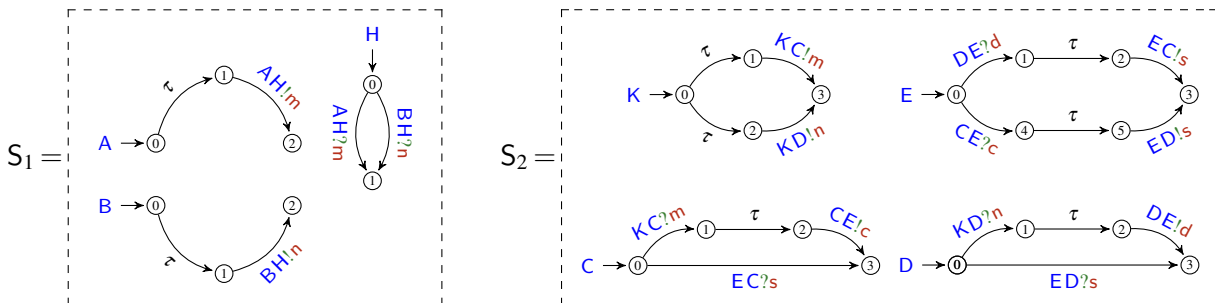 S₁ =
H
0
τ
1
AH!m
A
0
2
AH?m
BH?n
1
B
0
2
τ
1
BH!n
S₂ =
K
0
τ
1
KC!m
3
τ
2
KD!n
E
0
DE?d
1
τ
2
EC!s
3
CE?c
4
τ
5
ED!s
C
0
KC?m
1
τ
2
CE!c
3
EC?s
D
0
KD?n
1
τ
2
DE!d
3
ED?s